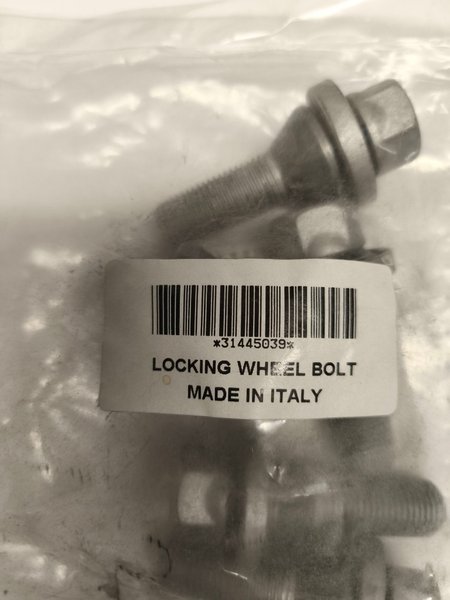 *31445039*
LOCKING WHEEL BOLT
MADE IN ITALY